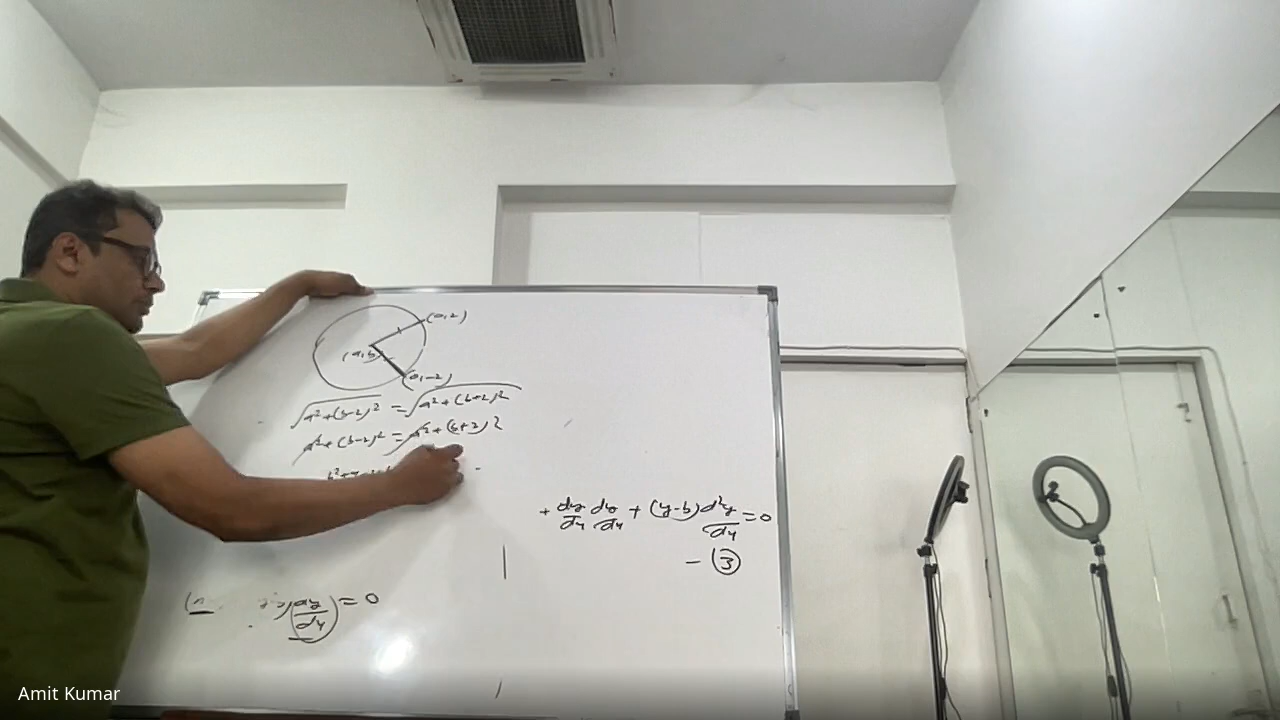 (0,2)
(a,b)
(0,-2)
√a²+(b-2)² = √a²+(b+2)²
a²+(b-2)² = a²+(b+2)²
+ dy/dx dy/dx + (y-b) d²y/dx = 0
- ③
(dy/dx) = 0
Amit Kumar